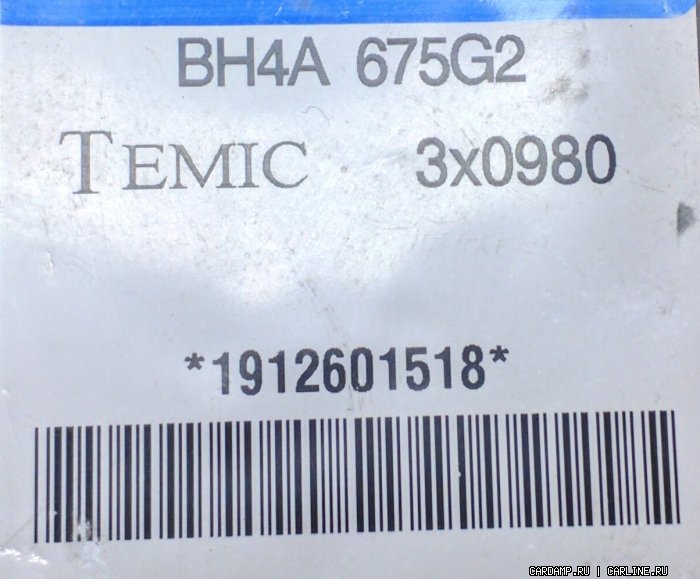 BH4A 675G2
TEMIC 3x0980
*1912601518*
CARDAMP.RU | CARLINE.RU